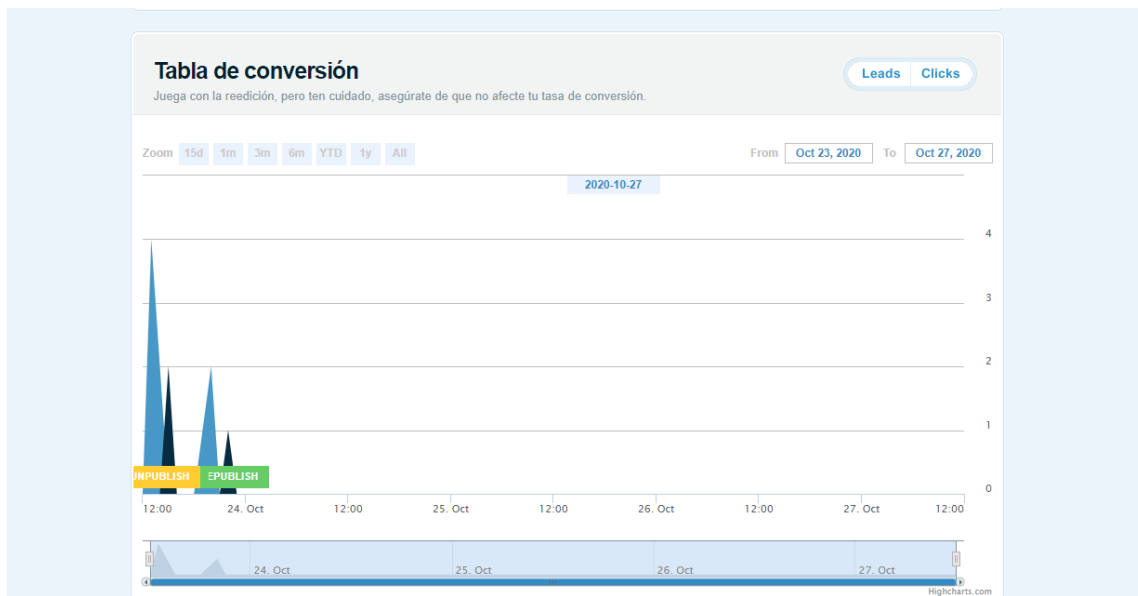 Tabla de conversión
Leads Clicks
Juega con la reedición, pero ten cuidado, asegúrate de que no afecte tu tasa de conversión.
Zoom 15d 1m 3m 6m YTD 1y All From Oct 23, 2020 To Oct 27, 2020
2020-10-27
4
3
2
1
UNPUBLISH EPUBLISH
0
12:00 24. Oct 12:00 25. Oct 12:00 26. Oct 12:00 27. Oct 12:00
24. Oct 25. Oct 26. Oct 27. Oct
Highcharts.com